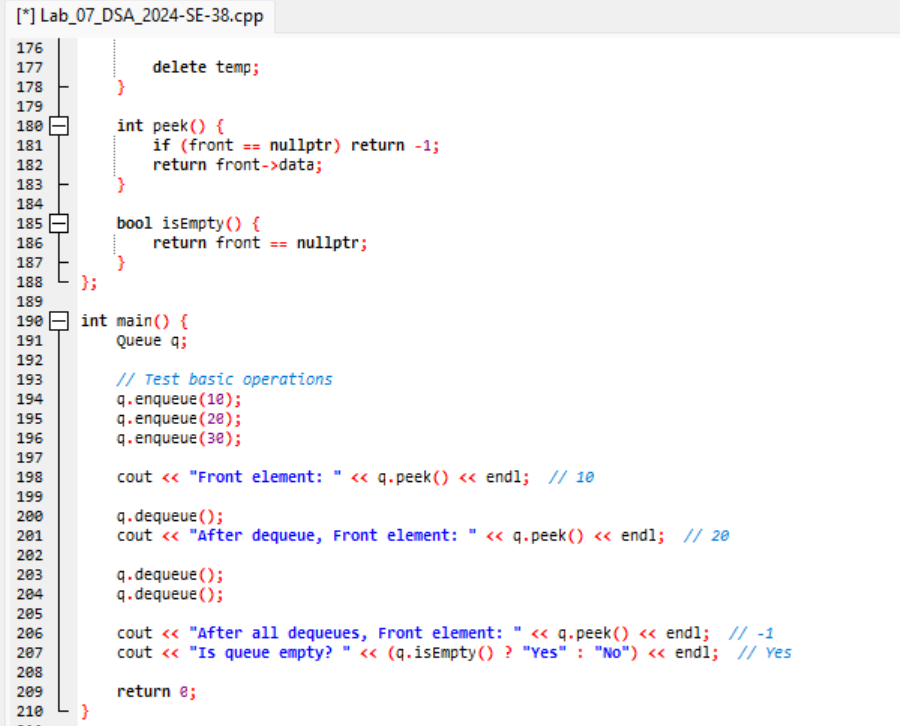 [*] Lab_07_DSA_2024-SE-38.cpp
176
177 delete temp;
178 }
179
180 int peek() {
181 if (front == nullptr) return -1;
182 return front->data;
183 }
184
185 bool isEmpty() {
186 return front == nullptr;
187 }
188 };
189
190 int main() {
191 Queue q;
192
193 // Test basic operations
194 q.enqueue(10);
195 q.enqueue(20);
196 q.enqueue(30);
197
198 cout << "Front element: " << q.peek() << endl; // 10
199
200 q.dequeue();
201 cout << "After dequeue, Front element: " << q.peek() << endl; // 20
202
203 q.dequeue();
204 q.dequeue();
205
206 cout << "After all dequeues, Front element: " << q.peek() << endl; // -1
207 cout << "Is queue empty? " << (q.isEmpty() ? "Yes" : "No") << endl; // Yes
208
209 return 0;
210 }